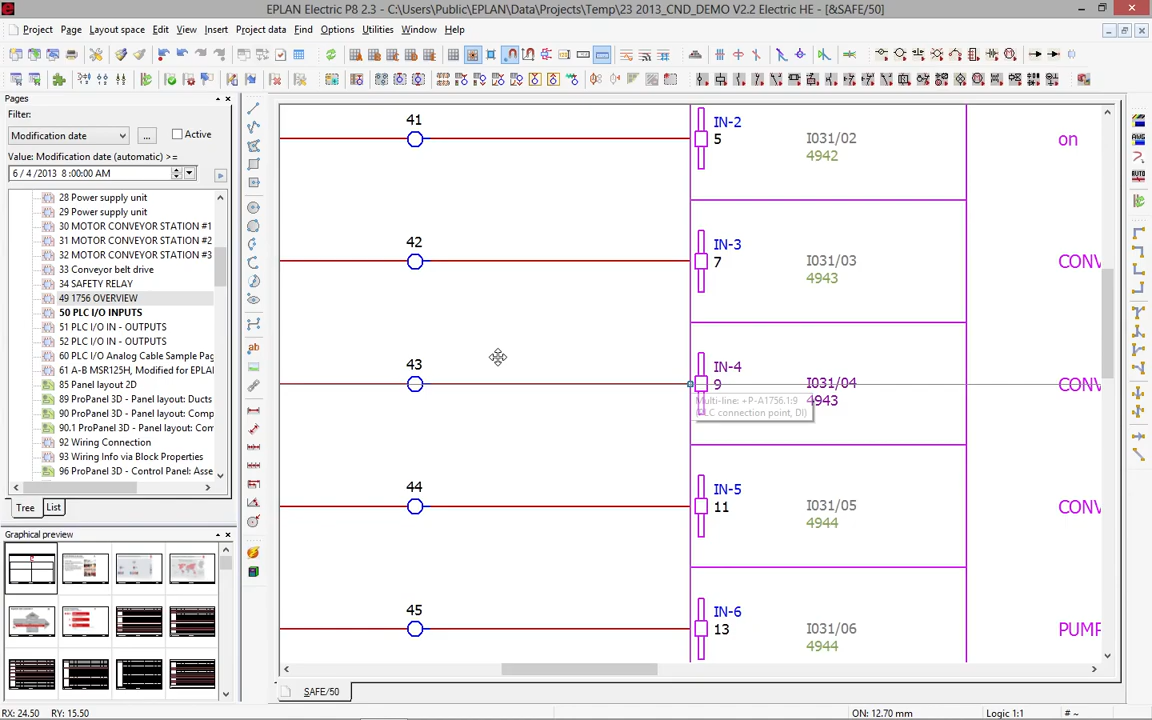 EPLAN Electric P8 2.3 - C:\Users\Public\EPLAN\Data\Projects\Temp\23 2013_CND_DEMO V2.2 Electric HE - [&SAFE/50]
Project Page Layout space Edit View Insert Project data Find Options Utilities Window Help
Pages
Filter:
Modification date
...
Active
Value: Modification date (automatic) >=
6 / 4 /2013 8 :00:00 AM
28 Power supply unit
29 Power supply unit
30 MOTOR CONVEYOR STATION #1
31 MOTOR CONVEYOR STATION #2
32 MOTOR CONVEYOR STATION #3
33 Conveyor belt drive
34 SAFETY RELAY
49 1756 OVERVIEW
50 PLC I/O INPUTS
51 PLC I/O IN - OUTPUTS
52 PLC I/O IN - OUTPUTS
60 PLC I/O Analog Cable Sample Pag
61 A-B MSR125H, Modified for EPLAN
85 Panel layout 2D
89 ProPanel 3D - Panel layout: Ducts
90 ProPanel 3D - Panel layout: Comp
90.1 ProPanel 3D - Panel layout: Com
92 Wiring Connection
93 Wiring Info via Block Properties
96 ProPanel 3D - Control Panel: Asse
Tree List
Graphical preview
41
IN-2
5
I031/02
4942
on
42
IN-3
7
I031/03
4943
CONV
43
IN-4
9
I031/04
4943
CONV
Multi-line: +P-A1756.1:9
(PLC connection point, DI)
44
IN-5
11
I031/05
4944
CONV
45
IN-6
13
I031/06
4944
PUMP
SAFE/50
RX: 24.50 RY: 15.50
ON: 12.70 mm
Logic 1:1
# ~